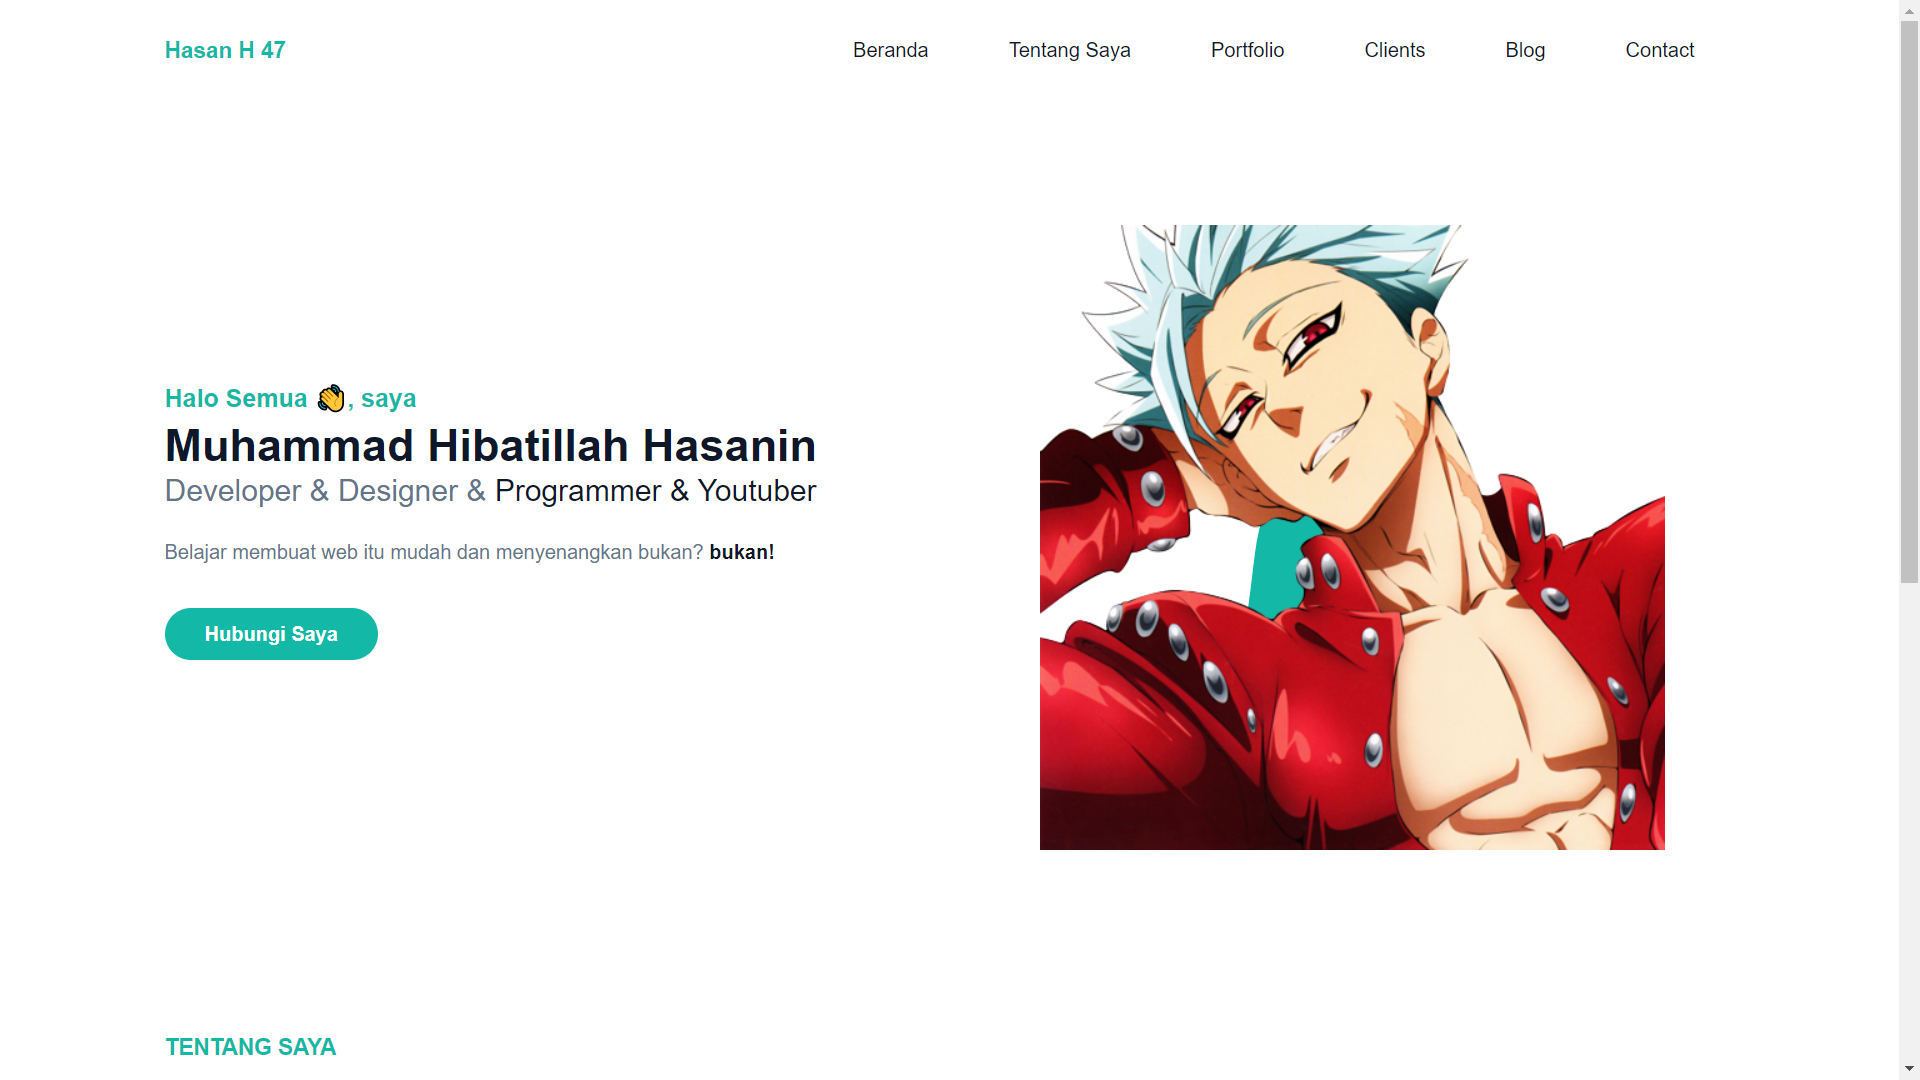 Hasan H 47
Beranda Tentang Saya Portfolio Clients Blog Contact
Halo Semua 👋, saya
Muhammad Hibatillah Hasanin
Developer & Designer & Programmer & Youtuber
Belajar membuat web itu mudah dan menyenangkan bukan? bukan!
Hubungi Saya
TENTANG SAYA